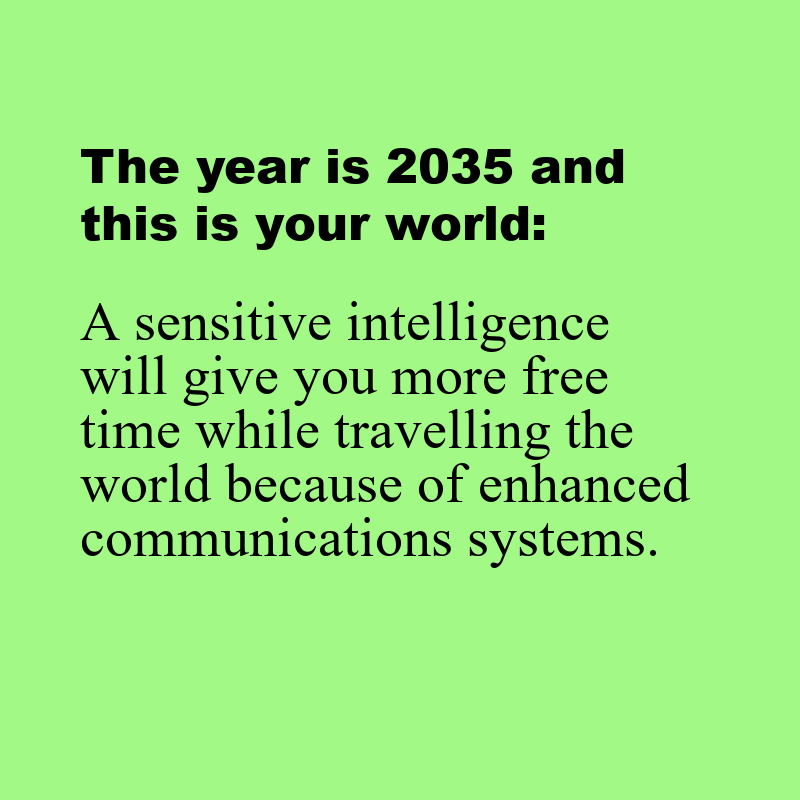 The year is 2035 and
this is your world:
A sensitive intelligence
will give you more free
time while travelling the
world because of enhanced
communications systems.